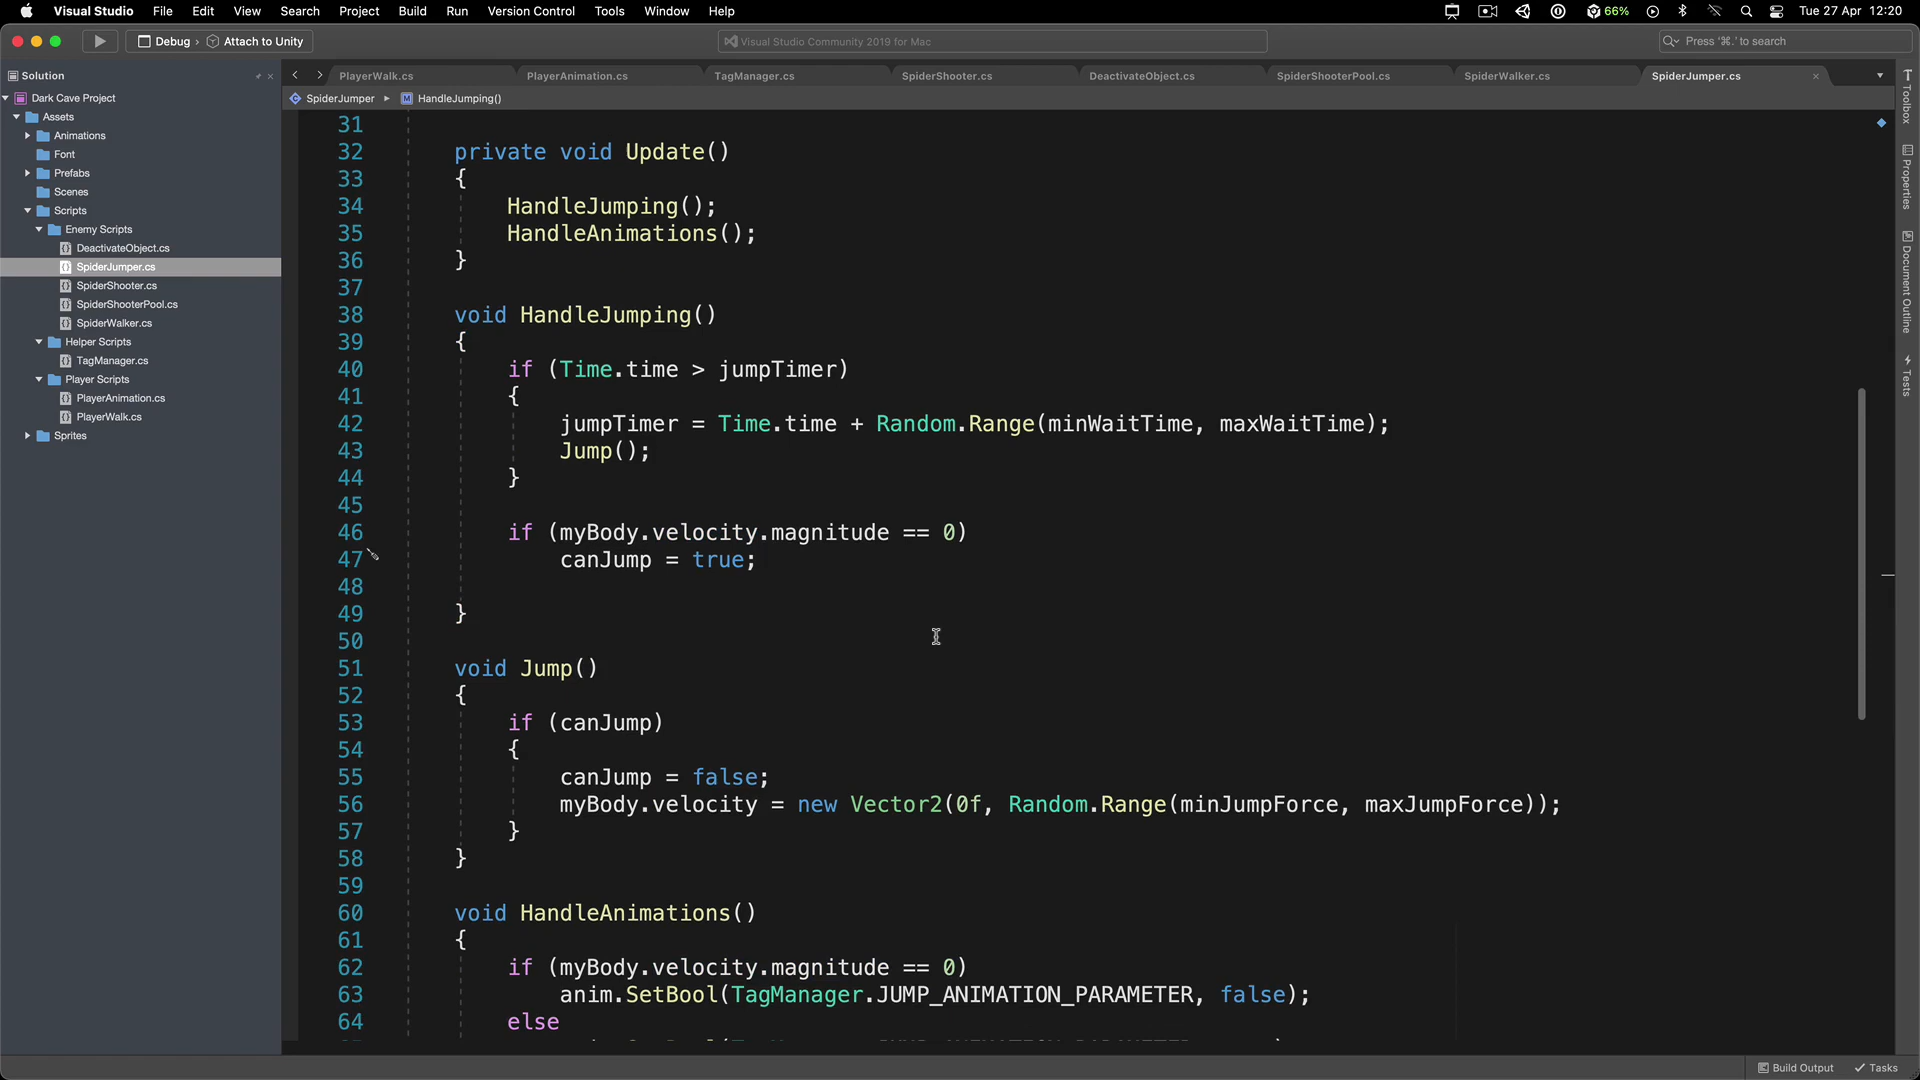 Visual Studio File Edit View Search Project Build Run Version Control Tools Window Help 66% Tue 27 Apr 12:20
Debug › Attach to Unity Visual Studio Community 2019 for Mac Press '⌘.' to search
Solution
Dark Cave Project
Assets
Animations
Font
Prefabs
Scenes
Scripts
Enemy Scripts
DeactivateObject.cs
SpiderJumper.cs
SpiderShooter.cs
SpiderShooterPool.cs
SpiderWalker.cs
Helper Scripts
TagManager.cs
Player Scripts
PlayerAnimation.cs
PlayerWalk.cs
Sprites
PlayerWalk.cs PlayerAnimation.cs TagManager.cs SpiderShooter.cs DeactivateObject.cs SpiderShooterPool.cs SpiderWalker.cs SpiderJumper.cs
SpiderJumper HandleJumping()
31
32 private void Update()
33 {
34 HandleJumping();
35 HandleAnimations();
36 }
37
38 void HandleJumping()
39 {
40 if (Time.time > jumpTimer)
41 {
42 jumpTimer = Time.time + Random.Range(minWaitTime, maxWaitTime);
43 Jump();
44 }
45
46 if (myBody.velocity.magnitude == 0)
47 canJump = true;
48
49 }
50
51 void Jump()
52 {
53 if (canJump)
54 {
55 canJump = false;
56 myBody.velocity = new Vector2(0f, Random.Range(minJumpForce, maxJumpForce));
57 }
58 }
59
60 void HandleAnimations()
61 {
62 if (myBody.velocity.magnitude == 0)
63 anim.SetBool(TagManager.JUMP_ANIMATION_PARAMETER, false);
64 else
Toolbox
Properties
Document Outline
Tests
Build Output Tasks